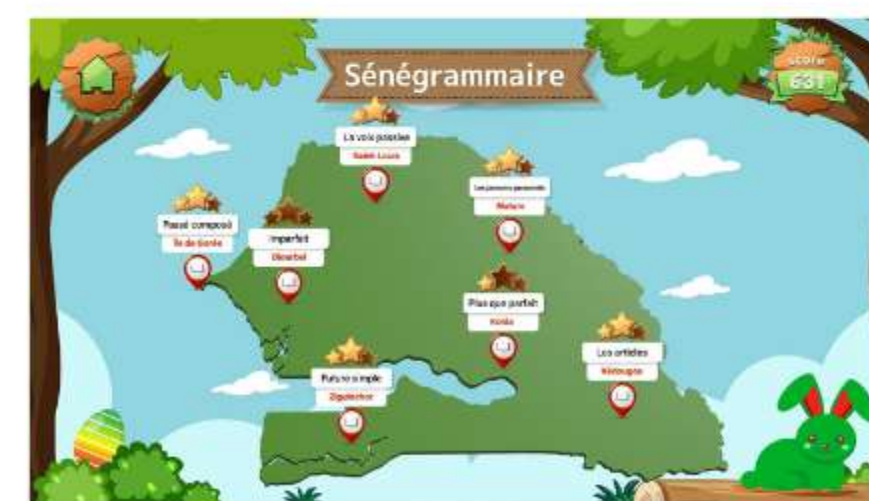 Sénégrammaire
score
631
La voix passive
Saint Louis
Les pronoms personnels
Matam
Passé composé
Île de Gorée
Imparfait
Diourbel
Plus que parfait
Kolda
Les articles
Kédougou
Future simple
Ziguinchor